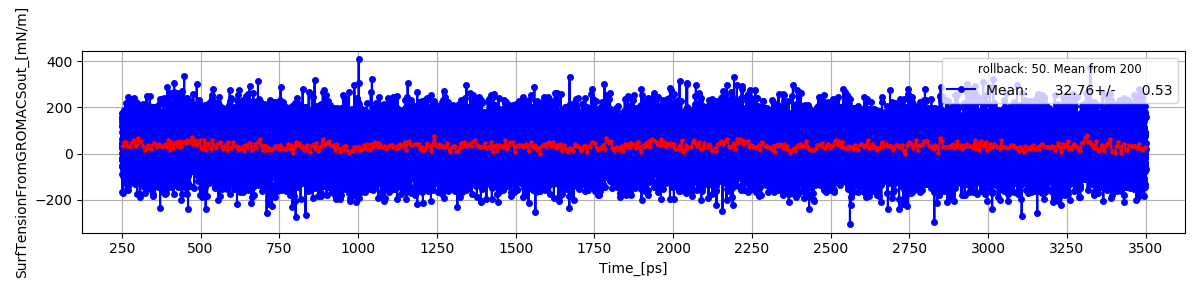 SurfTensionFromGROMACSout_[mN/m]
400
200
0
−200
rollback: 50. Mean from 200
Mean: 32.76+/- 0.53
250 500 750 1000 1250 1500 1750 2000 2250 2500 2750 3000 3250 3500
Time_[ps]